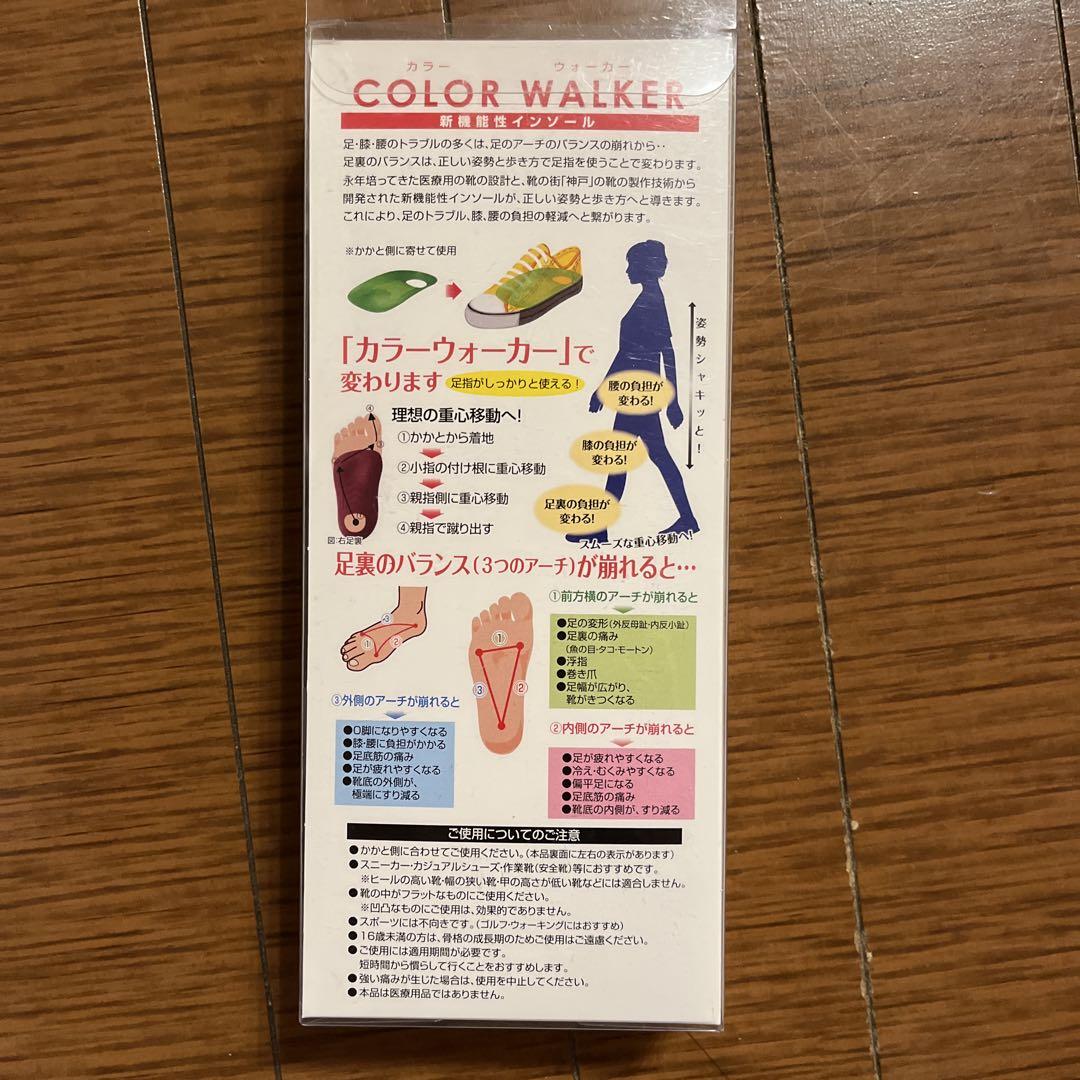 カラー ウォーカー
COLOR WALKER
新機能性インソール
足・膝・腰のトラブルの多くは、足のアーチのバランスの崩れから‥
足裏のバランスは、正しい姿勢と歩き方で足指を使うことで変わります。
永年培ってきた医療用の靴の設計と、靴の街「神戸」の靴の製作技術から
開発された新機能性インソールが、正しい姿勢と歩き方へと導きます。
これにより、足のトラブル、膝、腰の負担の軽減へと繋がります。
※かかと側に寄せて使用
姿勢シャキッと!
「カラーウォーカー」で
変わります
足指がしっかりと使える!
腰の負担が
変わる!
膝の負担が
変わる!
足裏の負担が
変わる!
スムーズな重心移動へ!
理想の重心移動へ!
①かかとから着地
②小指の付け根に重心移動
③親指側に重心移動
④親指で蹴り出す
④
③
①
図:右足裏
足裏のバランス(3つのアーチ)が崩れると…
①前方横のアーチが崩れると
●足の変形(外反母趾・内反小趾)
●足裏の痛み
(魚の目・タコ・モートン)
●浮指
●巻き爪
●足幅が広がり、
靴がきつくなる
③
①
②
①
③
②
③外側のアーチが崩れると
●O脚になりやすくなる
●膝・腰に負担がかかる
●足底筋の痛み
●足が疲れやすくなる
●靴底の外側が、
極端にすり減る
②内側のアーチが崩れると
●足が疲れやすくなる
●冷え・むくみやすくなる
●偏平足になる
●足底筋の痛み
●靴底の内側が、すり減る
ご使用についてのご注意
●かかと側に合わせてご使用ください。(本品裏面に左右の表示があります)
●スニーカー・カジュアルシューズ・作業靴(安全靴)等におすすめです。
※ヒールの高い靴・幅の狭い靴・甲の高さが低い靴などには適合しません。
●靴の中がフラットなものにご使用ください。
※凹凸なものにご使用は、効果的でありません。
●スポーツには不向きです。(ゴルフ・ウォーキングにはおすすめ)
●16歳未満の方は、骨格の成長期のためご使用はご遠慮ください。
●ご使用には適用期間が必要です。
短時間から慣らして行くことをおすすめします。
●強い痛みが生じた場合は、使用を中止してください。
●本品は医療用品ではありません。